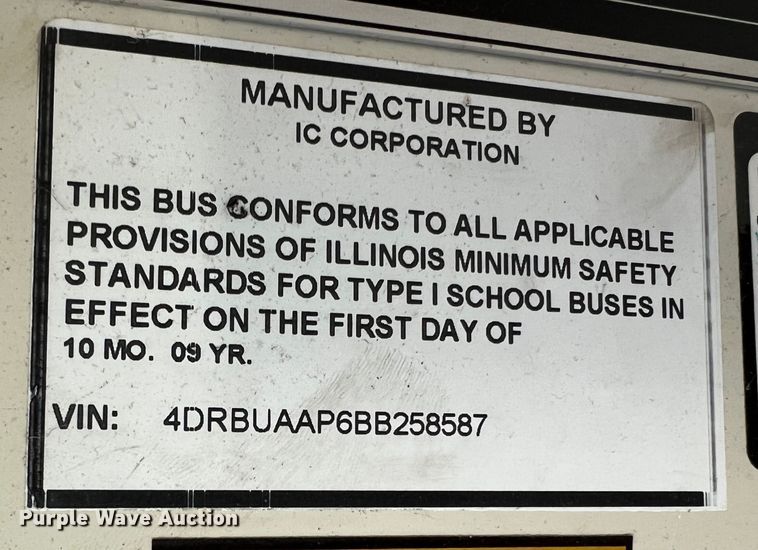 MANUFACTURED BY
IC CORPORATION
THIS BUS CONFORMS TO ALL APPLICABLE
PROVISIONS OF ILLINOIS MINIMUM SAFETY
STANDARDS FOR TYPE I SCHOOL BUSES IN
EFFECT ON THE FIRST DAY OF
10 MO. 09 YR.
VIN: 4DRBUAAP6BB258587
Purple Wave Auction